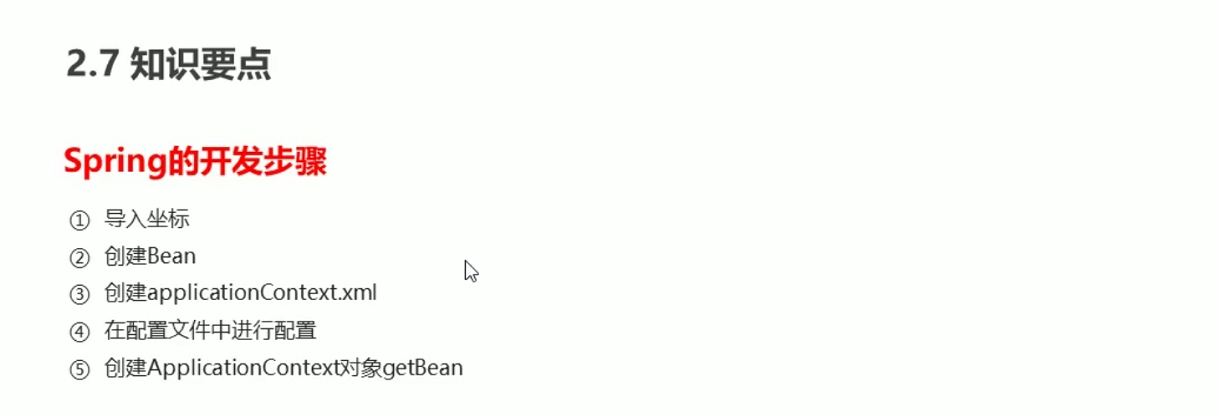 2.7 知识要点
Spring的开发步骤
① 导入坐标
② 创建Bean
③ 创建applicationContext.xml
④ 在配置文件中进行配置
⑤ 创建ApplicationContext对象getBean